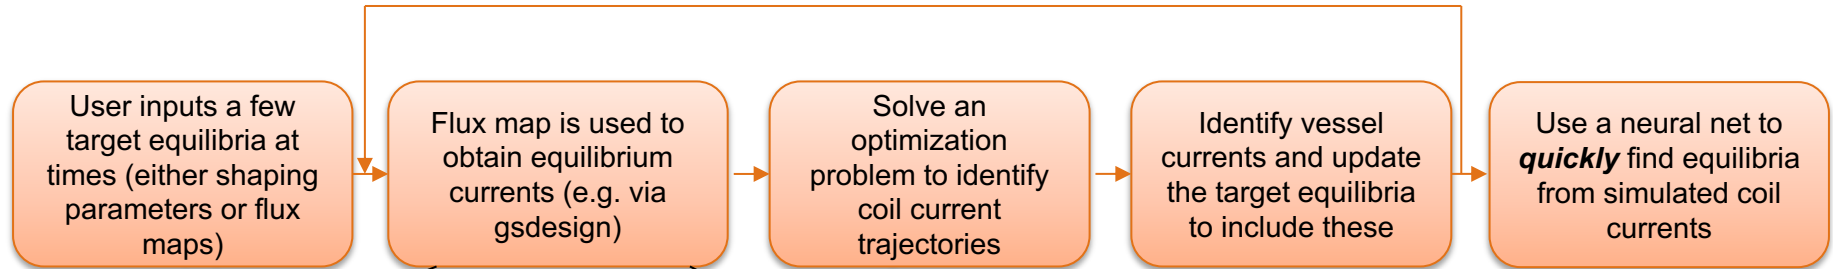 User inputs a few
target equilibria at
times (either shaping
parameters or flux
maps)
Flux map is used to
obtain equilibrium
currents (e.g. via
gsdesign)
Solve an
optimization
problem to identify
coil current
trajectories
Identify vessel
currents and update
the target equilibria
to include these
Use a neural net to
quickly find equilibria
from simulated coil
currents